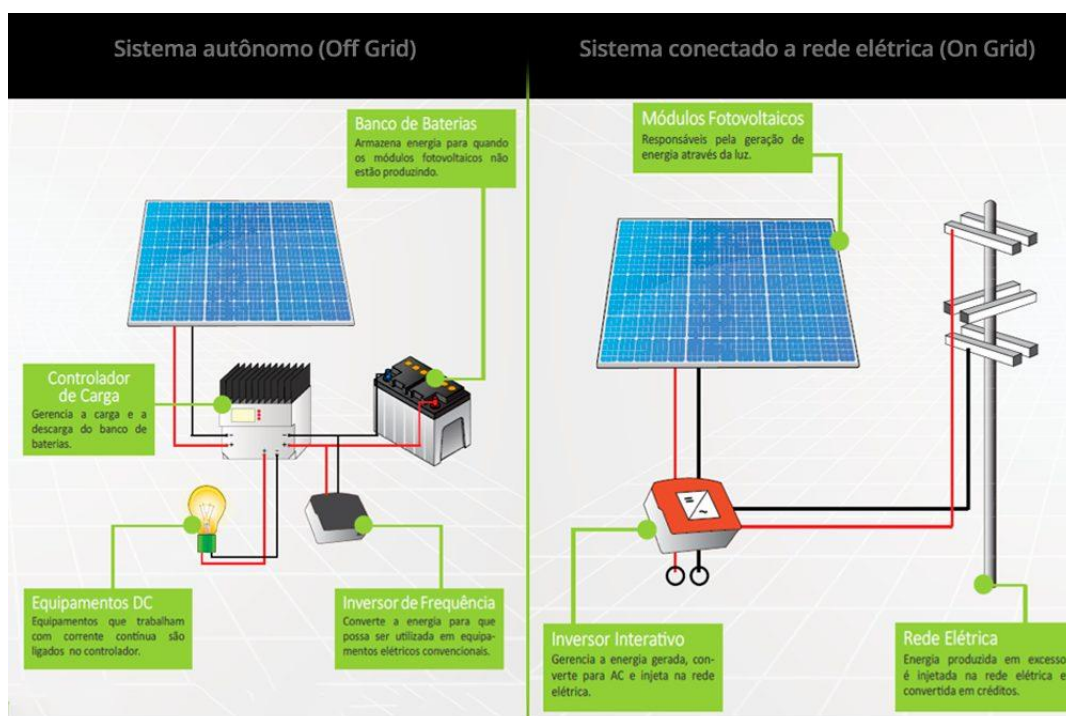 Sistema autônomo (Off Grid)
Banco de Baterias
Armazena energia para quando
os módulos fotovoltaicos não
estão produzindo.
Controlador
de Carga
Gerencia a carga e a
descarga do banco de
baterias.
Equipamentos DC
Equipamentos que trabalham
com corrente contínua são
ligados no controlador.
Inversor de Frequência
Converte a energia para que
possa ser utilizada em equipa-
mentos elétricos convencionais.
Sistema conectado a rede elétrica (On Grid)
Módulos Fotovoltaicos
Responsáveis pela geração de
energia através da luz.
Inversor Interativo
Gerencia a energia gerada, con-
verte para AC e injeta na rede
elétrica.
Rede Elétrica
Energia produzida em excesso
é injetada na rede elétrica e
convertida em créditos.